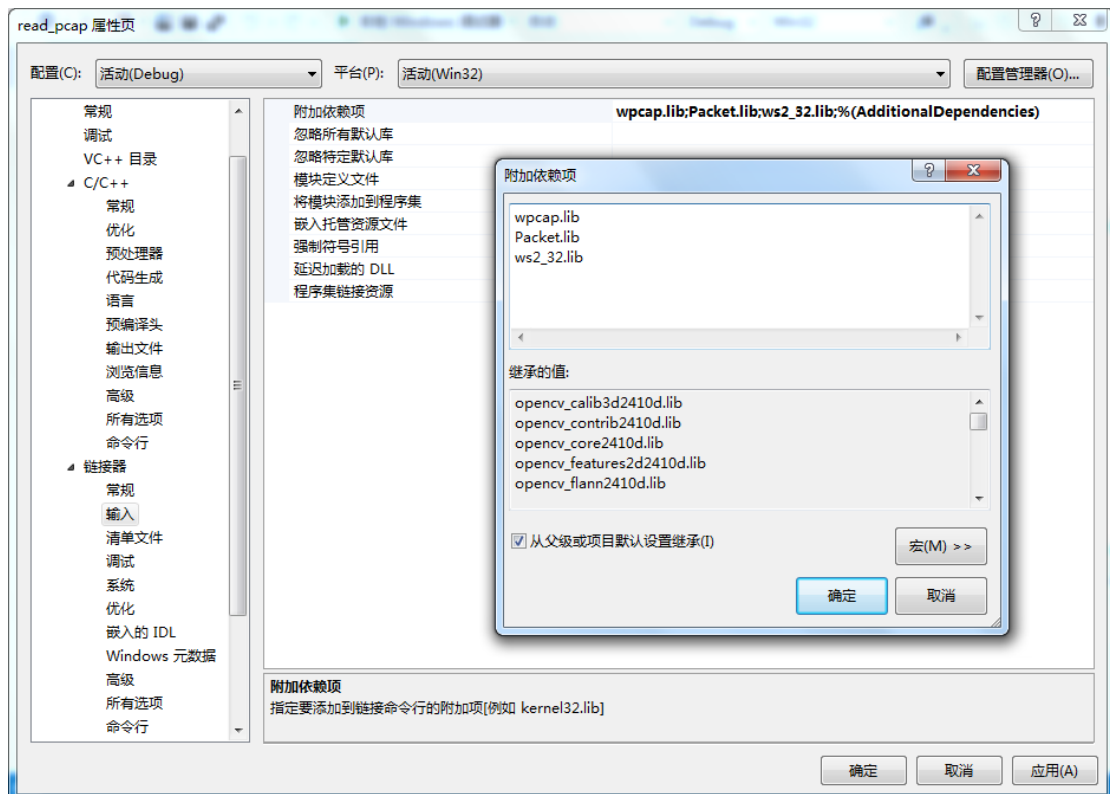 read_pcap 属性页
配置(C): 活动(Debug) 平台(P): 活动(Win32) 配置管理器(O)...
常规
调试
VC++ 目录
C/C++
常规
优化
预处理器
代码生成
语言
预编译头
输出文件
浏览信息
高级
所有选项
命令行
链接器
常规
输入
清单文件
调试
系统
优化
嵌入的 IDL
Windows 元数据
高级
所有选项
命令行
附加依赖项 wpcap.lib;Packet.lib;ws2_32.lib;%(AdditionalDependencies)
忽略所有默认库
忽略特定默认库
模块定义文件
将模块添加到程序集
嵌入托管资源文件
强制符号引用
延迟加载的 DLL
程序集链接资源
附加依赖项
wpcap.lib
Packet.lib
ws2_32.lib
继承的值:
opencv_calib3d2410d.lib
opencv_contrib2410d.lib
opencv_core2410d.lib
opencv_features2d2410d.lib
opencv_flann2410d.lib
从父级或项目默认设置继承(I)
宏(M) >>
确定 取消
附加依赖项
指定要添加到链接命令行的附加项[例如 kernel32.lib]
确定 取消 应用(A)